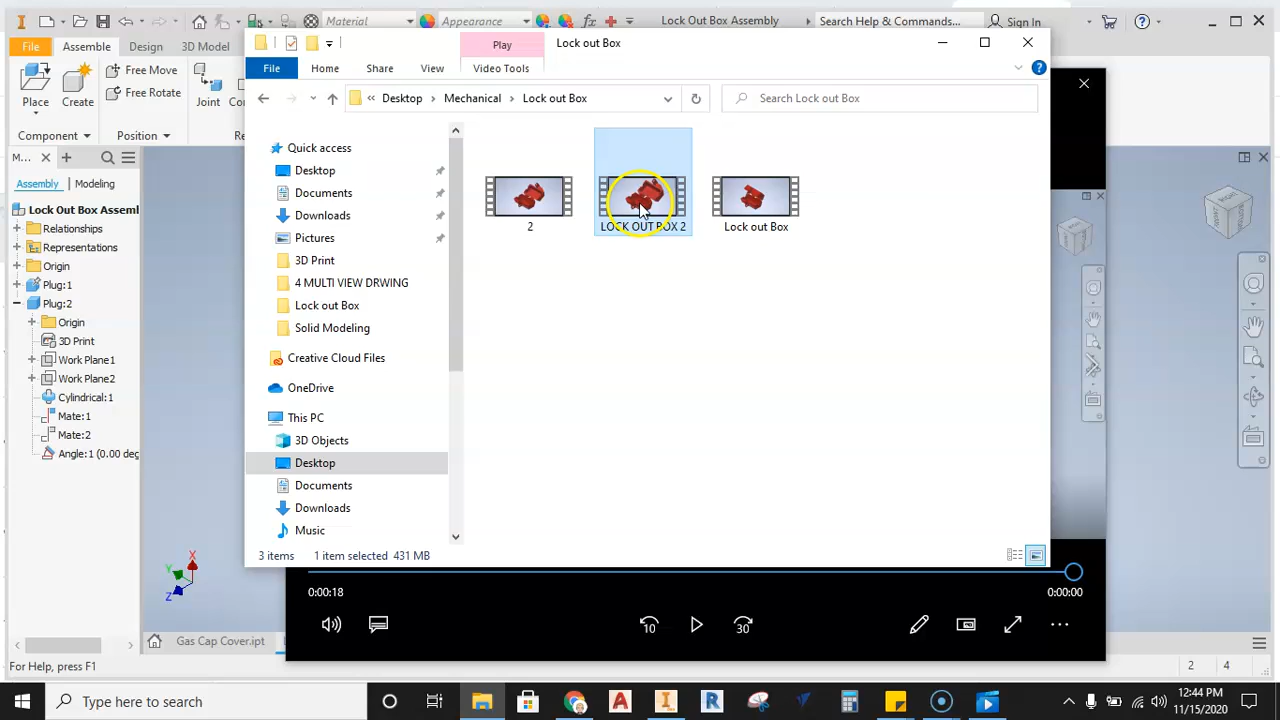 Material
Appearance
fx
Lock Out Box Assembly
Search Help & Commands...
Sign In
File
Assemble
Design
3D Model
Place
Create
Free Move
Free Rotate
Joint
Component
Position
M...
Assembly
Modeling
Lock Out Box Assembl
Relationships
Representations
Origin
Plug:1
Plug:2
Origin
3D Print
Work Plane1
Work Plane2
Cylindrical:1
Mate:1
Mate:2
Angle:1 (0.00 deg
X
Y
Z
Gas Cap Cover.ipt
For Help, press F1
2
4
Play
Lock out Box
File
Home
Share
View
Video Tools
« Desktop > Mechanical > Lock out Box
Search Lock out Box
Quick access
Desktop
Documents
Downloads
Pictures
3D Print
4 MULTI VIEW DRWING
Lock out Box
Solid Modeling
Creative Cloud Files
OneDrive
This PC
3D Objects
Desktop
Documents
Downloads
Music
2
LOCK OUT BOX 2
Lock out Box
3 items
1 item selected 431 MB
0:00:18
0:00:00
10
30
Type here to search
12:44 PM
11/15/2020